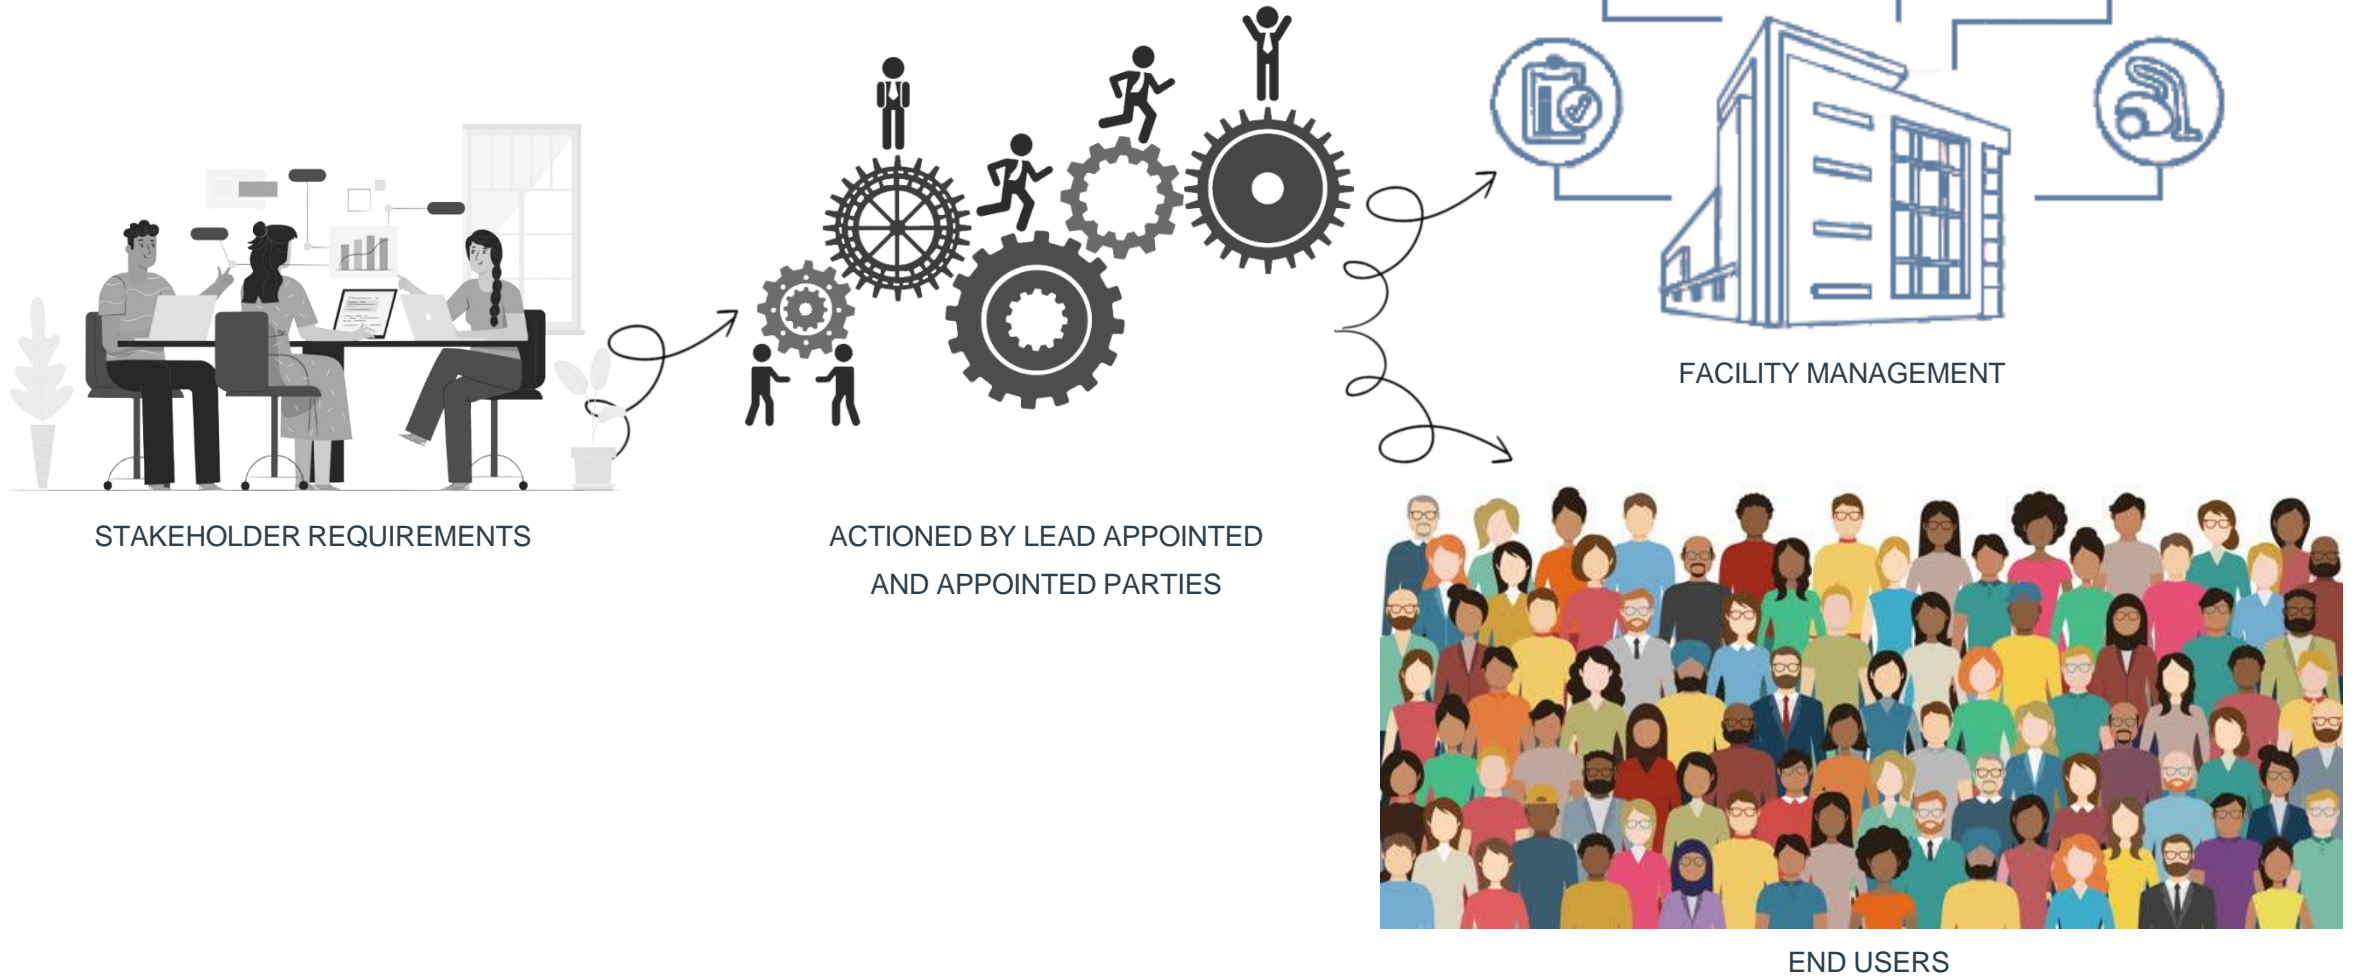 STAKEHOLDER REQUIREMENTS
ACTIONED BY LEAD APPOINTED
AND APPOINTED PARTIES
FACILITY MANAGEMENT
END USERS